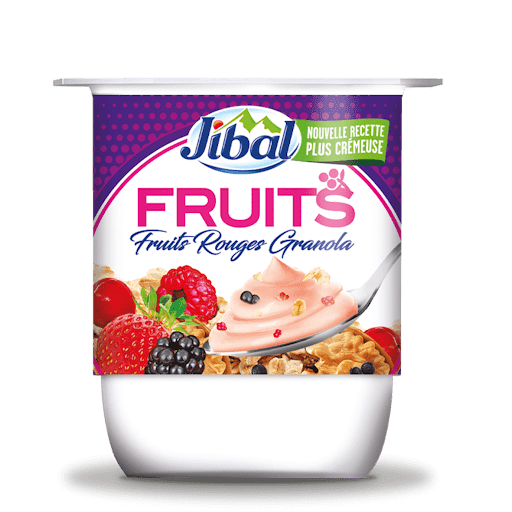 Jibal
NOUVELLE RECETTE
PLUS CRÉMEUSE
FRUITS
Fruits Rouges Granola